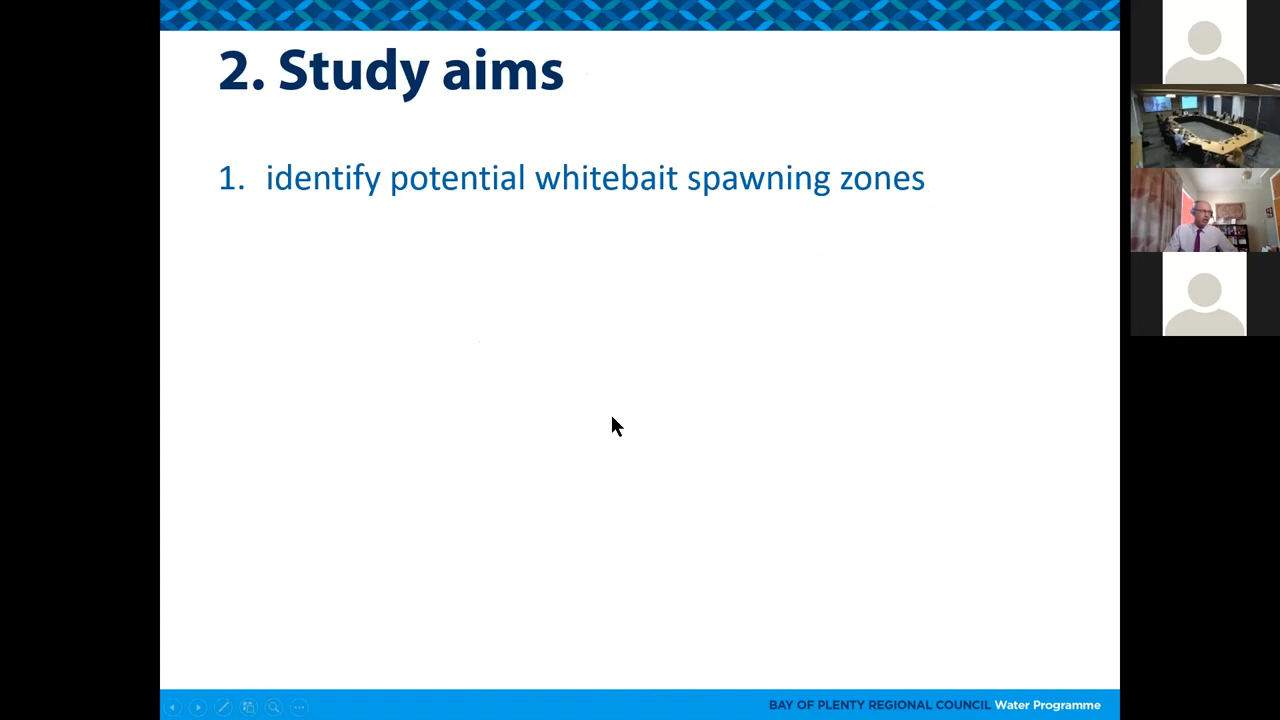 2. Study aims
1. identify potential whitebait spawning zones
BAY OF PLENTY REGIONAL COUNCIL Water Programme